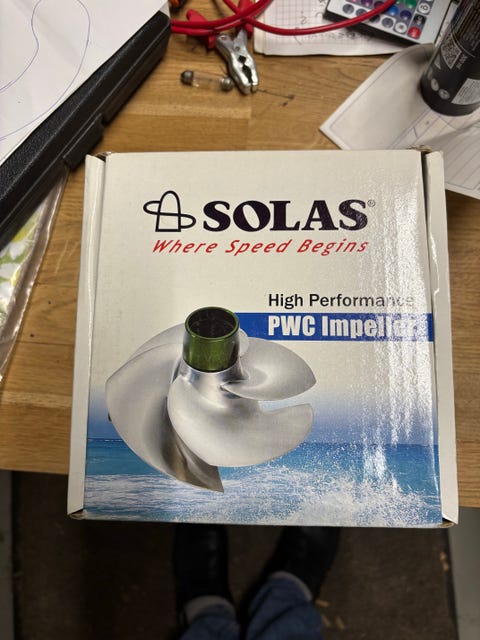 SOLAS®
Where Speed Begins
High Performance
PWC Impellers